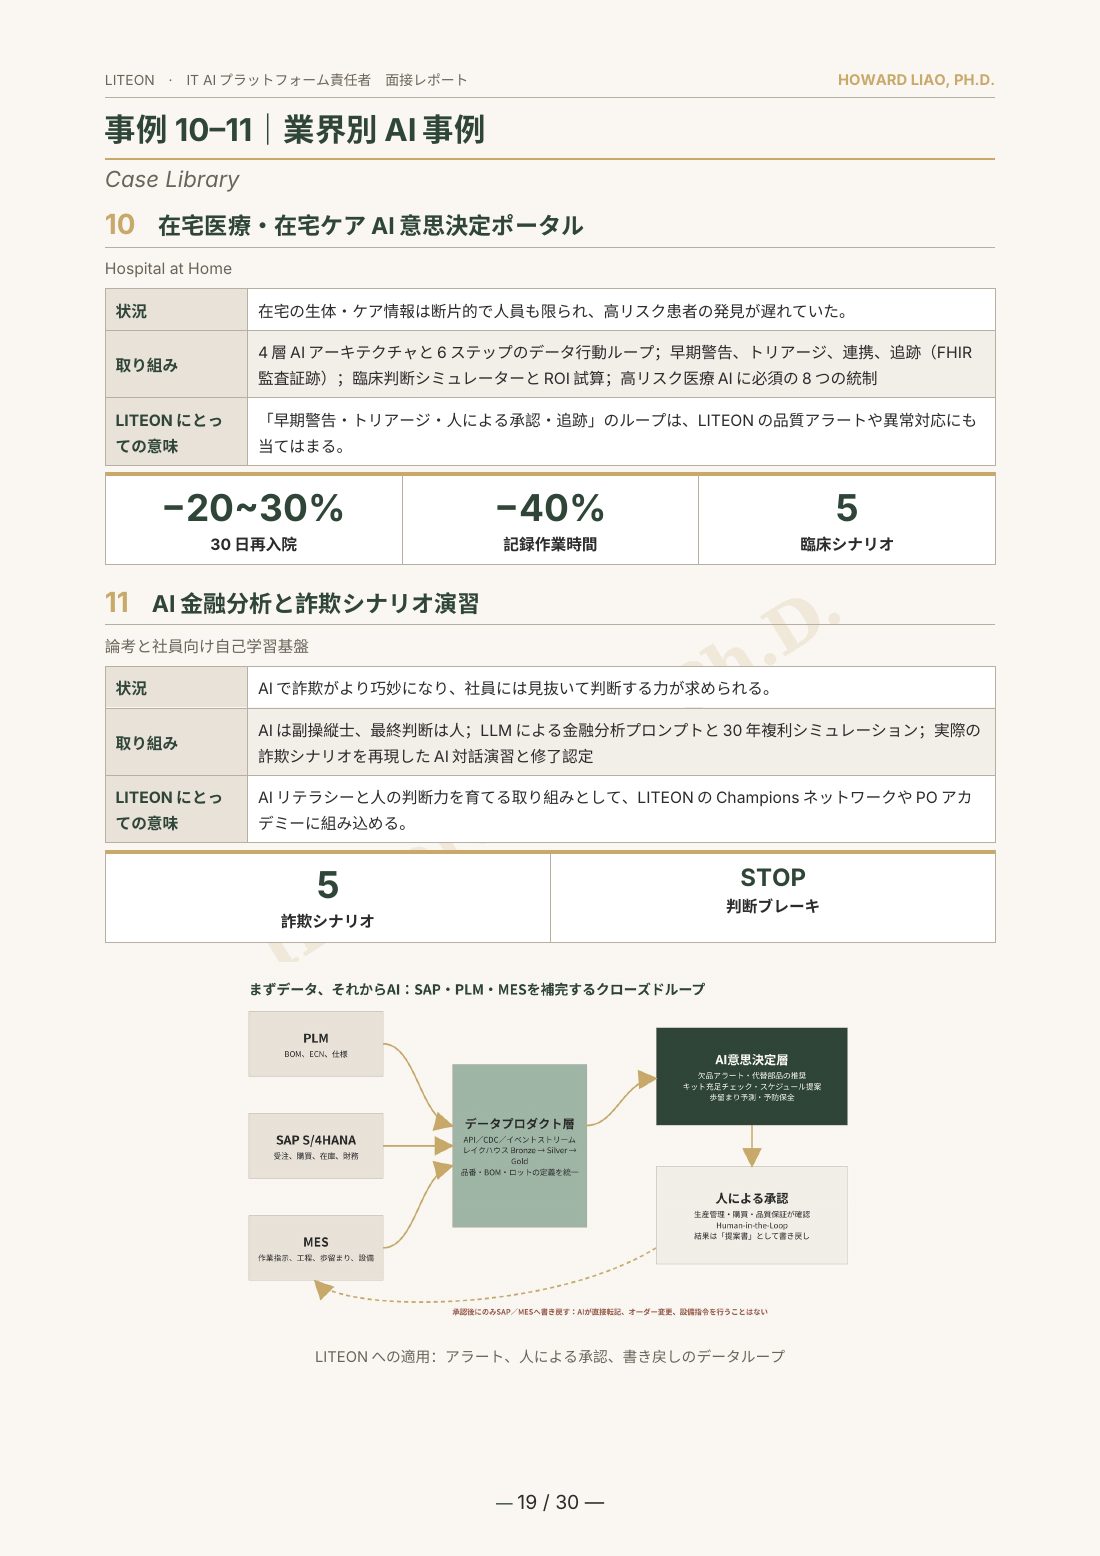 LITEON · IT AI プラットフォーム責任者　面接レポート
HOWARD LIAO, PH.D.
事例 10–11｜業界別 AI 事例
Case Library
10 在宅医療・在宅ケア AI 意思決定ポータル
Hospital at Home
状況
在宅の生体・ケア情報は断片的で人員も限られ、高リスク患者の発見が遅れていた。
取り組み
4 層 AI アーキテクチャと 6 ステップのデータ行動ループ；早期警告、トリアージ、連携、追跡（FHIR
監査証跡）；臨床判断シミュレーターと ROI 試算；高リスク医療 AI に必須の 8 つの統制
LITEON にとっ
ての意味
「早期警告・トリアージ・人による承認・追跡」のループは、LITEON の品質アラートや異常対応にも
当てはまる。
−20~30%
30 日再入院
−40%
記録作業時間
5
臨床シナリオ
11 AI 金融分析と詐欺シナリオ演習
論考と社員向け自己学習基盤
状況
AI で詐欺がより巧妙になり、社員には見抜いて判断する力が求められる。
取り組み
AI は副操縦士、最終判断は人；LLM による金融分析プロンプトと 30 年複利シミュレーション；実際の
詐欺シナリオを再現した AI 対話演習と修了認定
LITEON にとっ
ての意味
AI リテラシーと人の判断力を育てる取り組みとして、LITEON の Champions ネットワークや PO アカ
デミーに組み込める。
5
詐欺シナリオ
STOP
判断ブレーキ
まずデータ、それからAI：SAP・PLM・MESを補完するクローズドループ
PLM
BOM、ECN、仕様
SAP S/4HANA
受注、購買、在庫、財務
MES
作業指示、工程、歩留まり、設備
データプロダクト層
API／CDC／イベントストリーム
レイクハウス Bronze → Silver →
Gold
品番・BOM・ロットの定義を統一
AI意思決定層
欠品アラート・代替部品の推奨
キット充足チェック・スケジュール提案
歩留まり予測・予防保全
人による承認
生産管理・購買・品質保証が確認
Human-in-the-Loop
結果は「提案書」として書き戻し
承認後にのみSAP／MESへ書き戻す：AIが直接転記、オーダー変更、設備指令を行うことはない
LITEON への適用：アラート、人による承認、書き戻しのデータループ
— 19 / 30 —